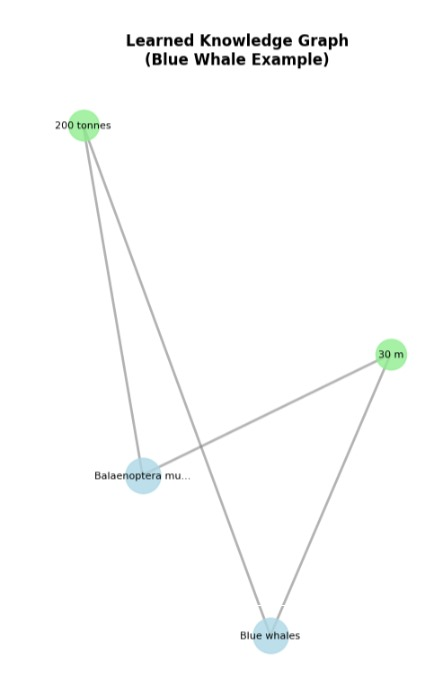 Learned Knowledge Graph
(Blue Whale Example)
200 tonnes
30 m
Balaenoptera mu...
Blue whales